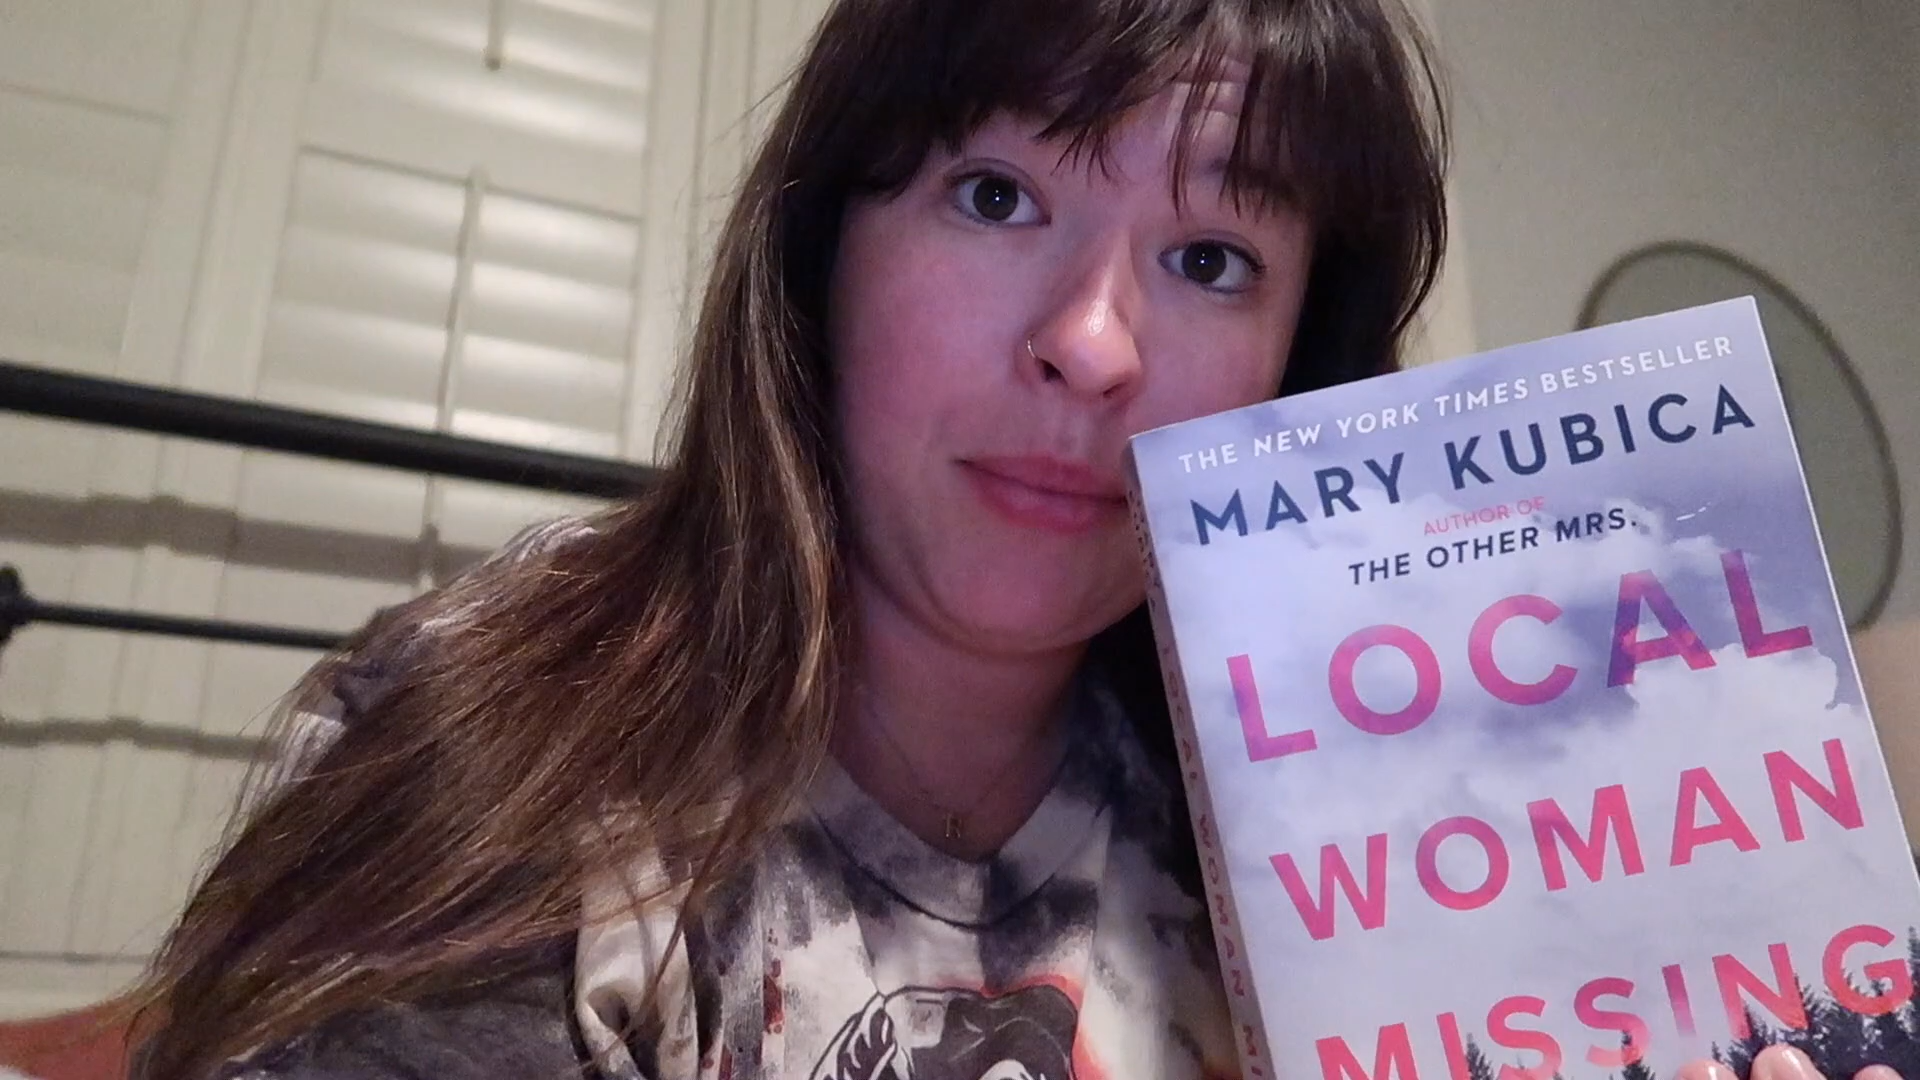 THE NEW YORK TIMES BESTSELLER
MARY KUBICA
AUTHOR OF
THE OTHER MRS.
LOCAL
WOMAN
MISSING